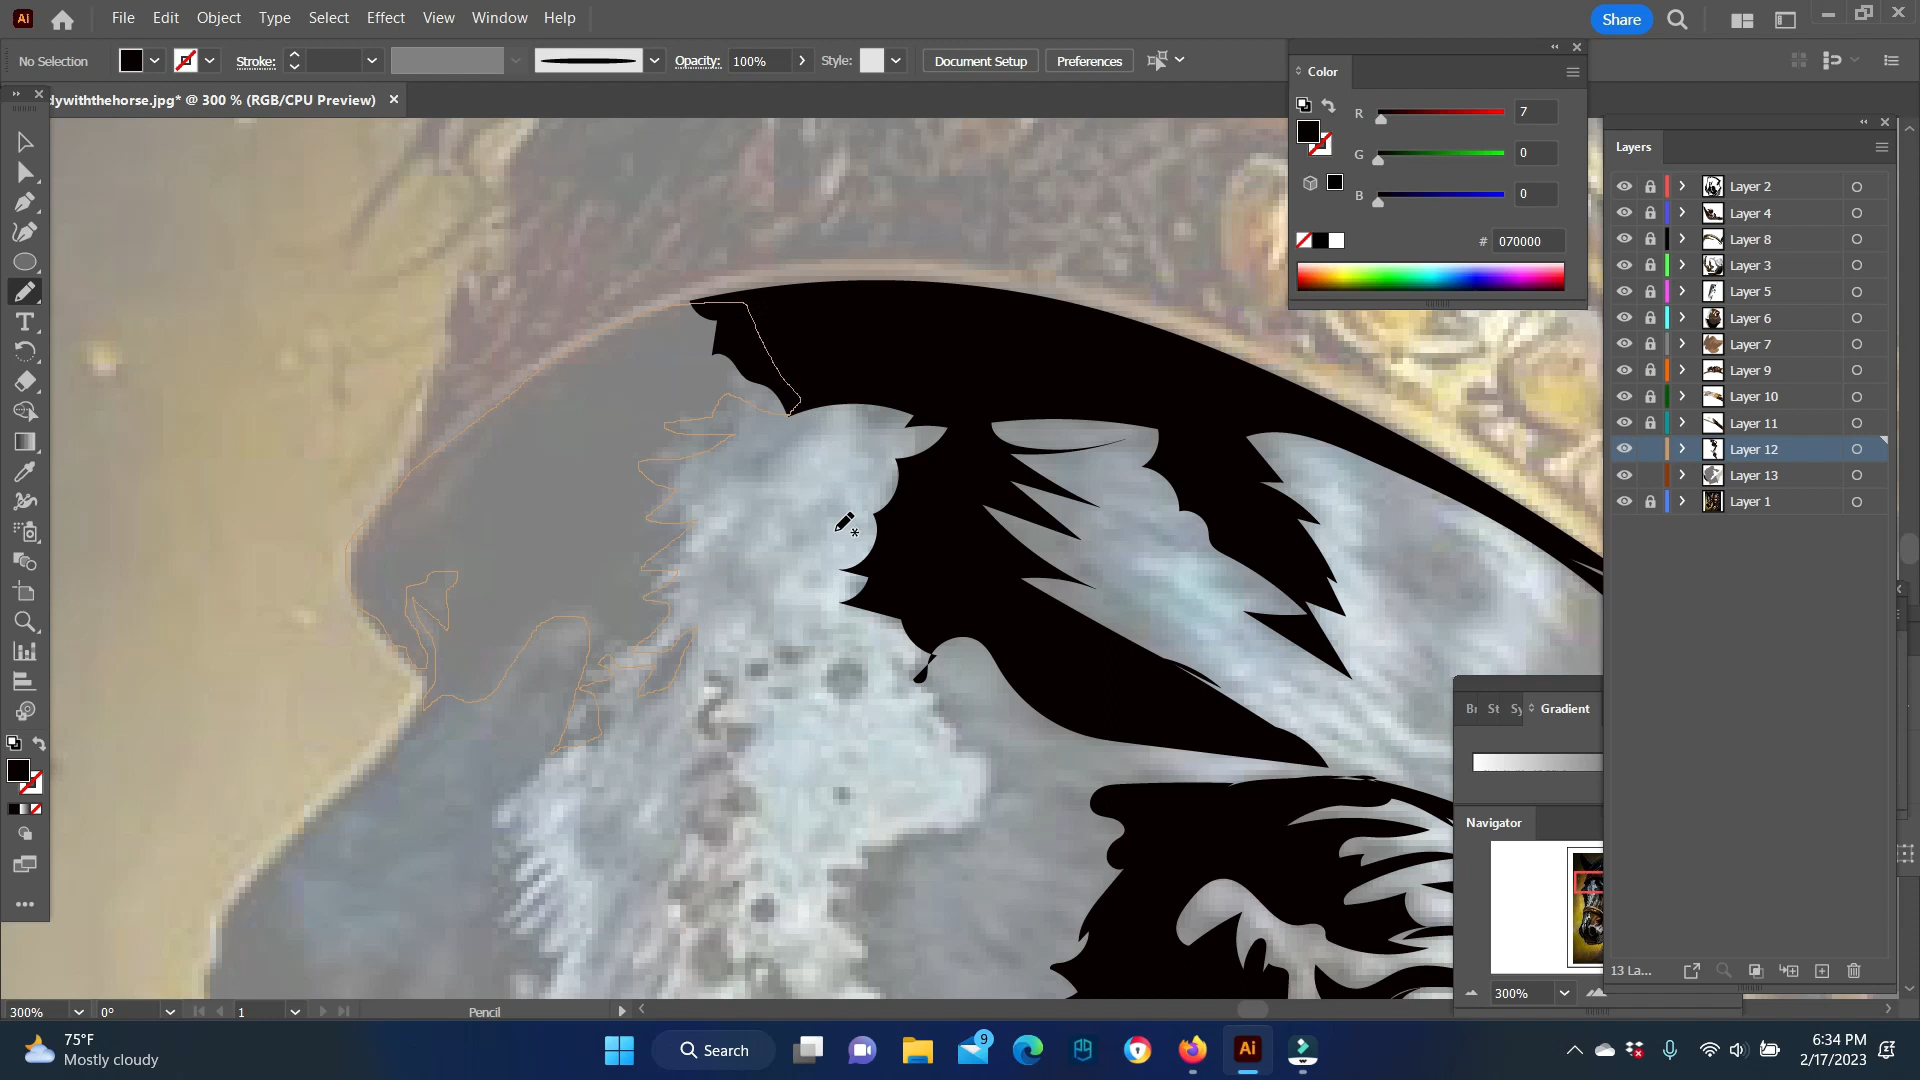 Ai File Edit Object Type Select Effect View Window Help Share
No Selection Stroke: Opacity: 100% Style: Document Setup Preferences
dywiththehorse.jpg* @ 300 % (RGB/CPU Preview)
Color
R 7
G 0
B 0
# 070000
Layers
Layer 2
Layer 4
Layer 8
Layer 3
Layer 5
Layer 6
Layer 7
Layer 9
Layer 10
Layer 11
Layer 12
Layer 13
Layer 1
Br St Sy Gradient
Navigator
13 La...
300%
300% 0° 1 Pencil
75°F
Mostly cloudy
Search
9
Ai
6:34 PM
2/17/2023